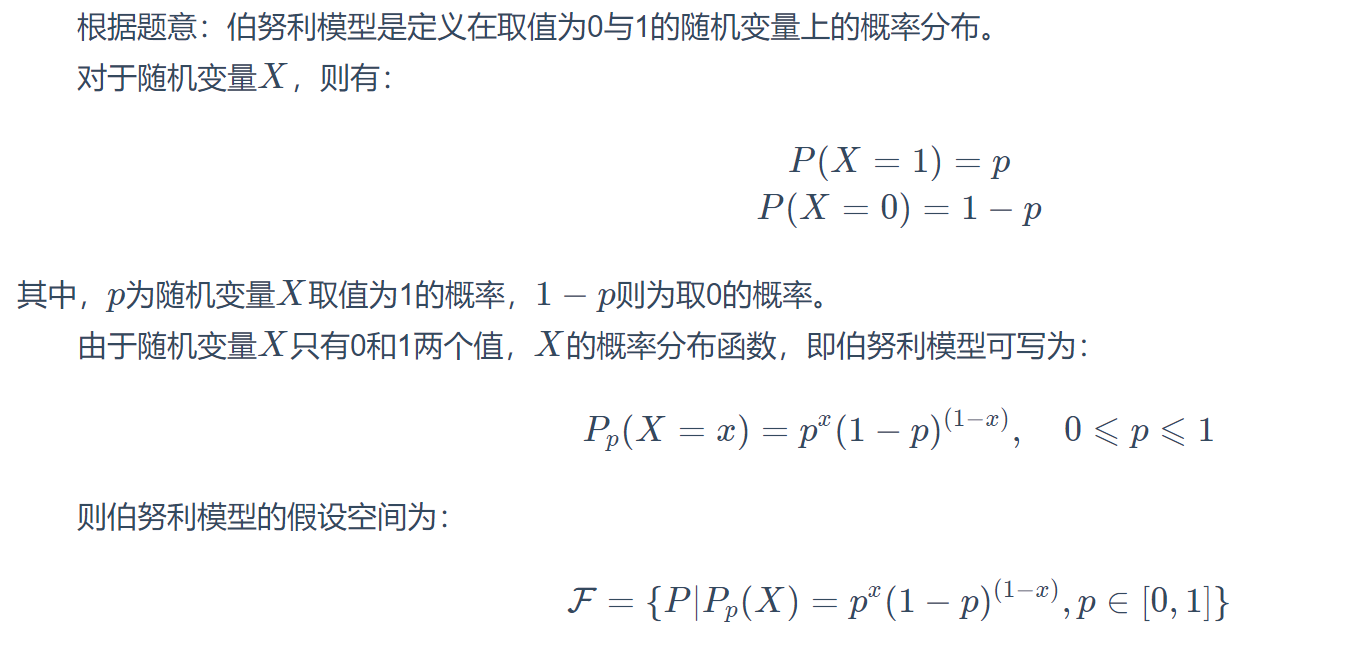 根据题意：伯努利模型是定义在取值为0与1的随机变量上的概率分布。
对于随机变量X，则有：
P(X = 1) = p
P(X = 0) = 1 − p
其中，p为随机变量X取值为1的概率，1 − p则为取0的概率。
由于随机变量X只有0和1两个值，X的概率分布函数，即伯努利模型可写为：
P_p(X = x) = p^x(1 − p)^{(1−x)},  0 ⩽ p ⩽ 1
则伯努利模型的假设空间为：
ℱ = {P|P_p(X) = p^x(1 − p)^{(1−x)}, p ∈ [0, 1]}